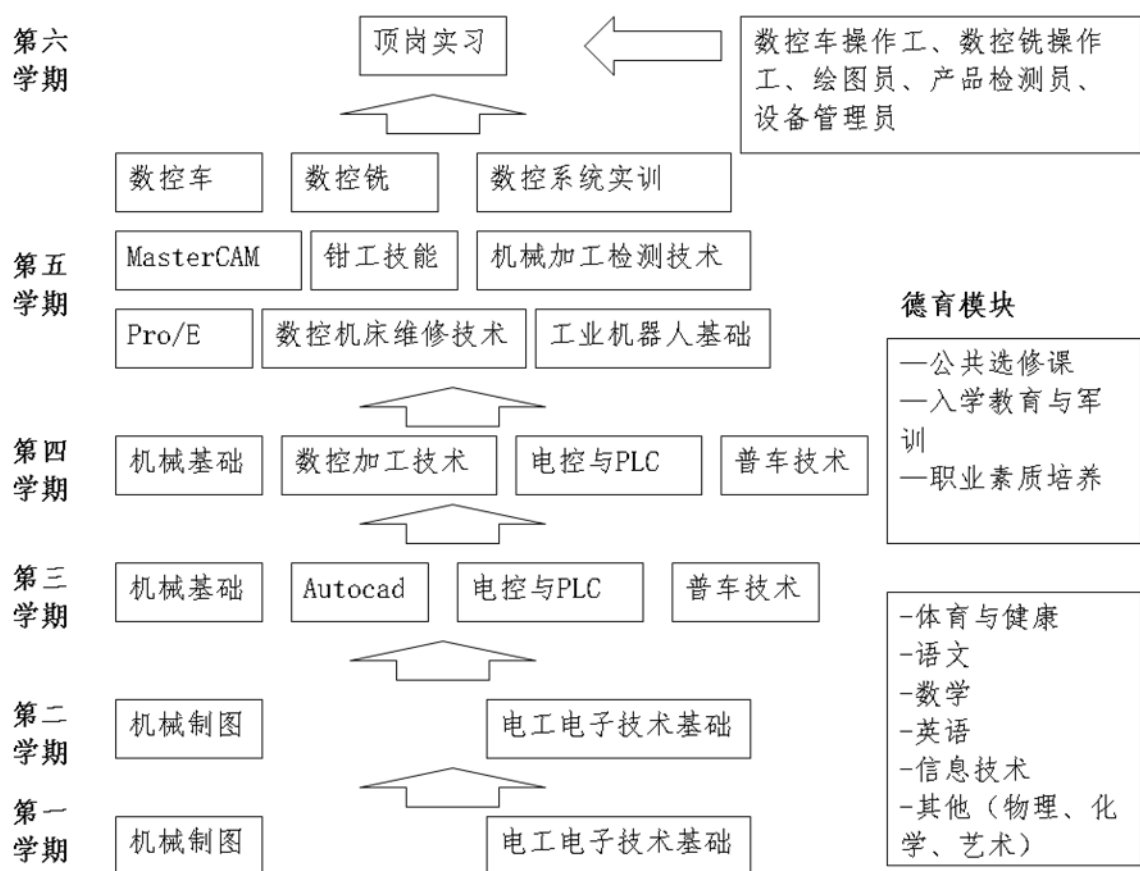 第六
学期
顶岗实习
数控车操作工、数控铣操作
工、绘图员、产品检测员、
设备管理员
数控车
数控铣
数控系统实训
第五
学期
MasterCAM
钳工技能
机械加工检测技术
Pro/E
数控机床维修技术
工业机器人基础
德育模块
—公共选修课
—入学教育与军
训
—职业素质培养
第四
学期
机械基础
数控加工技术
电控与PLC
普车技术
第三
学期
机械基础
Autocad
电控与PLC
普车技术
-体育与健康
-语文
-数学
-英语
-信息技术
-其他（物理、化
学、艺术）
第二
学期
机械制图
电工电子技术基础
第一
学期
机械制图
电工电子技术基础